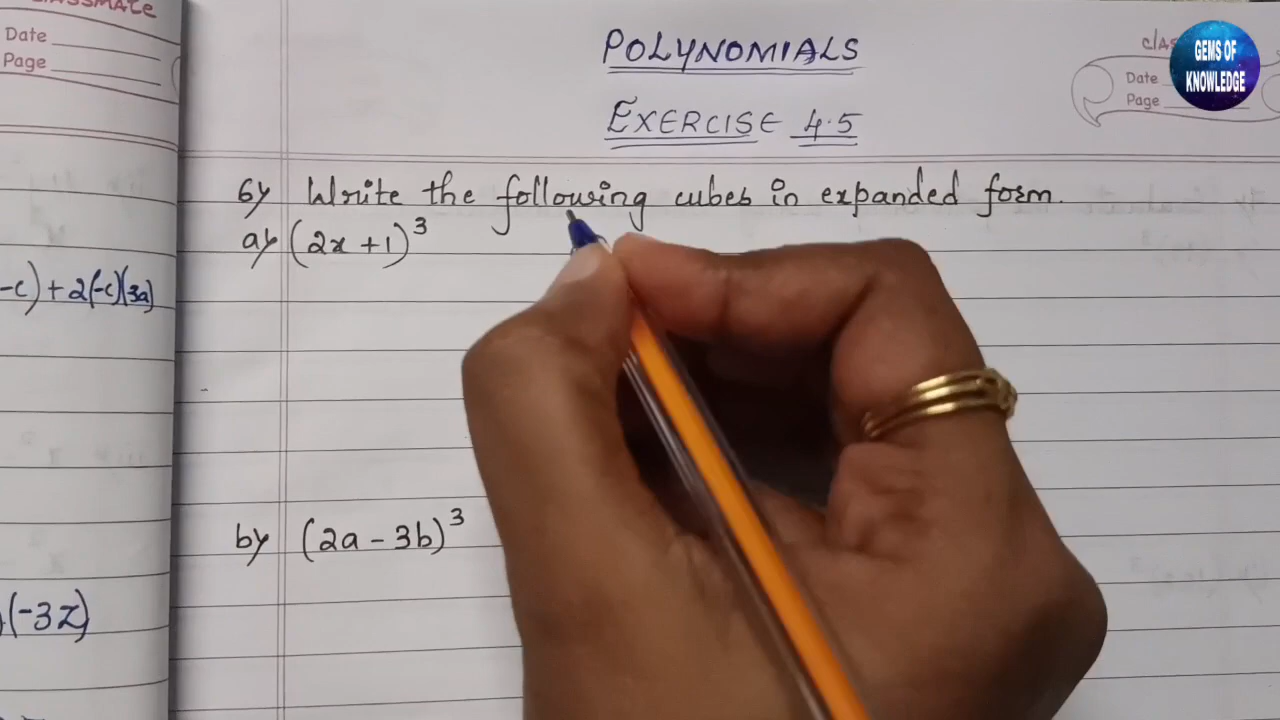 CLASSMATE
Date
Page
POLYNOMIALS
Date
Page
GEMS OF
KNOWLEDGE
EXERCISE 4.5
6) Write the following cubes in expanded form.
a) (2x + 1)³
-c) + 2(-c)(3a)
b) (2a - 3b)³
(-3z)